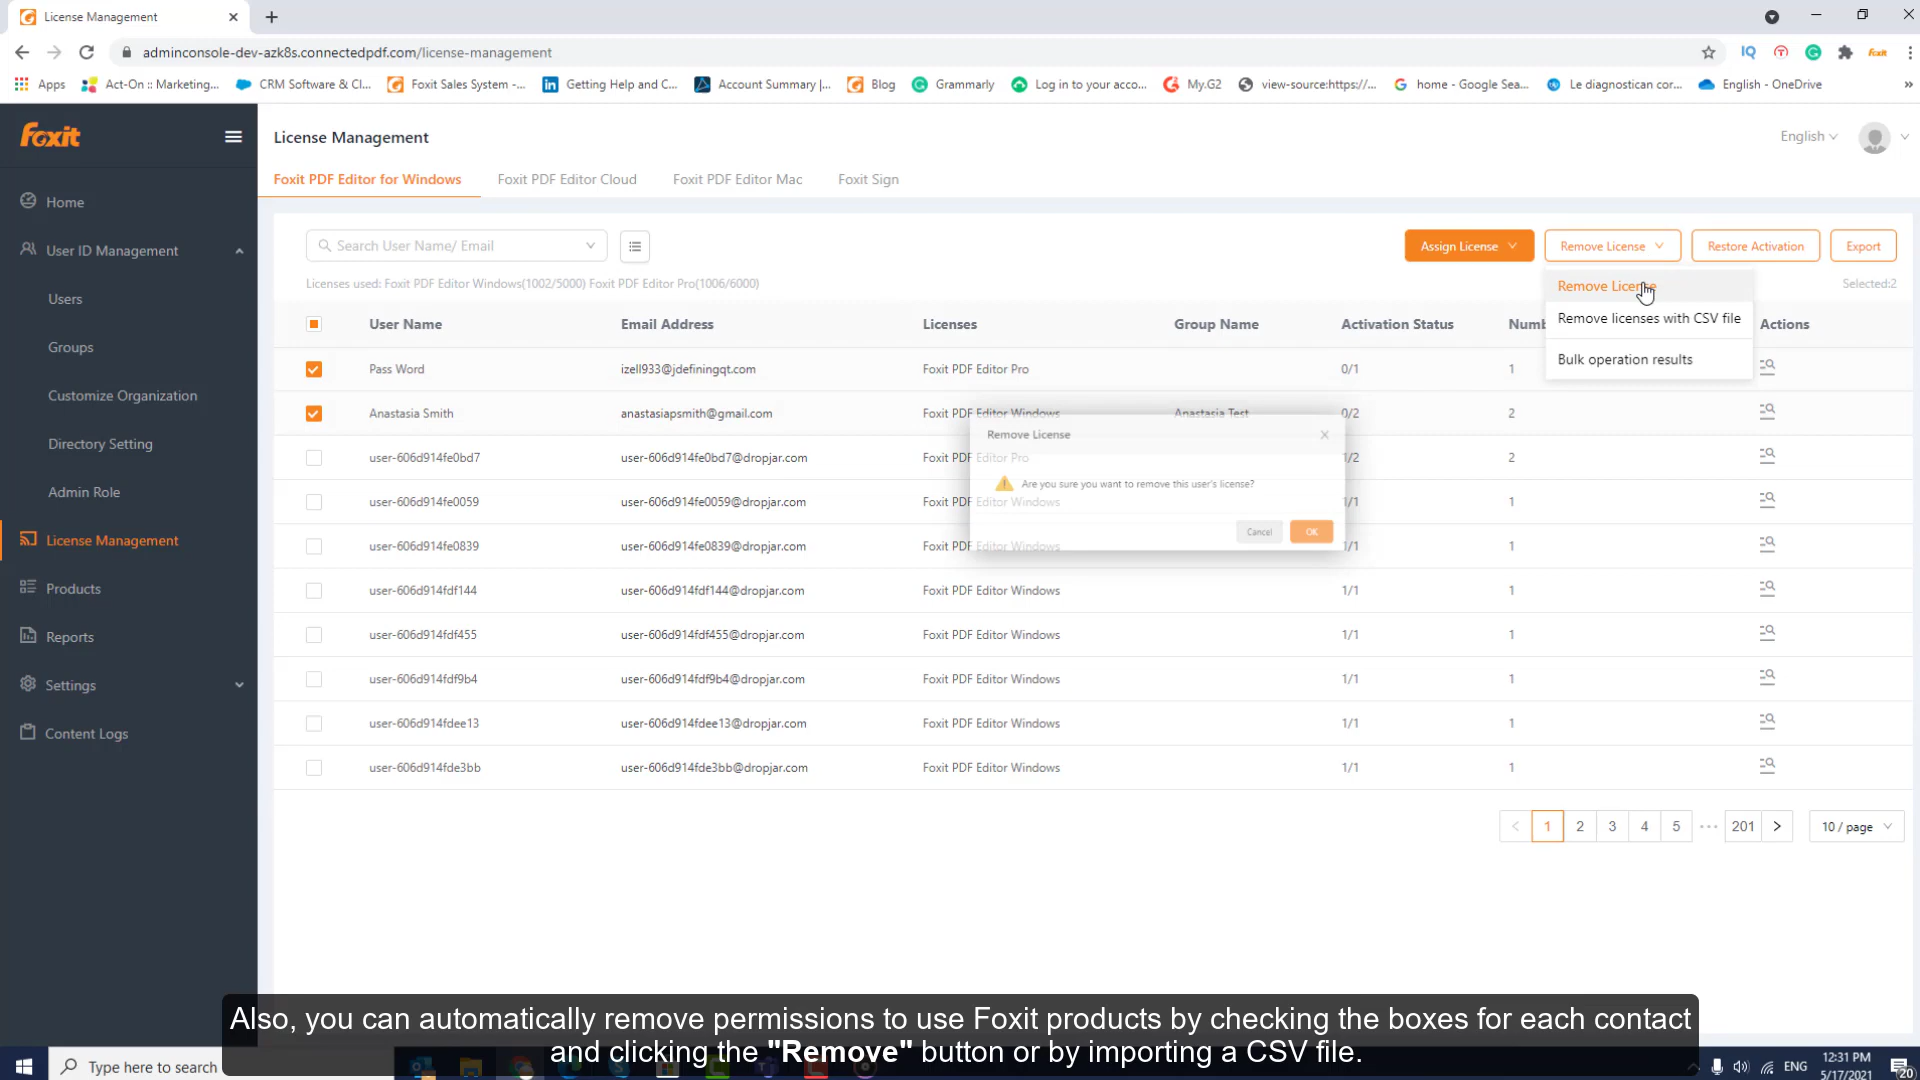 License Management
adminconsole-dev-azk8s.connectedpdf.com/license-management
IQ
foxit
Apps
Act-On :: Marketing...
CRM Software & Cl...
Foxit Sales System -...
Getting Help and C...
Account Summary |...
Blog
Grammarly
Log in to your acco...
My.G2
view-source:https://...
home - Google Sea...
Le diagnostican cor...
English - OneDrive
foxit
License Management
English
Foxit PDF Editor for Windows
Foxit PDF Editor Cloud
Foxit PDF Editor Mac
Foxit Sign
Home
User ID Management
Users
Groups
Customize Organization
Directory Setting
Admin Role
License Management
Products
Reports
Settings
Content Logs
Search User Name/ Email
Assign License
Remove License
Restore Activation
Export
Licenses used: Foxit PDF Editor Windows(1002/5000) Foxit PDF Editor Pro(1006/6000)
Selected:2
Remove License
Remove licenses with CSV file
Bulk operation results
User Name Email Address Licenses Group Name Activation Status Numb Actions
Pass Word izell933@jdefiningqt.com Foxit PDF Editor Pro 0/1 1
Anastasia Smith anastasiapsmith@gmail.com Foxit PDF Editor Windows Anastasia Test 0/2 2
user-606d914fe0bd7 user-606d914fe0bd7@dropjar.com Foxit PDF Editor Pro 1/2 2
user-606d914fe0059 user-606d914fe0059@dropjar.com Foxit PDF Editor Windows 1/1 1
user-606d914fe0839 user-606d914fe0839@dropjar.com Foxit PDF Editor Windows 1/1 1
user-606d914fdf144 user-606d914fdf144@dropjar.com Foxit PDF Editor Windows 1/1 1
user-606d914fdf455 user-606d914fdf455@dropjar.com Foxit PDF Editor Windows 1/1 1
user-606d914fdf9b4 user-606d914fdf9b4@dropjar.com Foxit PDF Editor Windows 1/1 1
user-606d914fdee13 user-606d914fdee13@dropjar.com Foxit PDF Editor Windows 1/1 1
user-606d914fde3bb user-606d914fde3bb@dropjar.com Foxit PDF Editor Windows 1/1 1
Remove License
Are you sure you want to remove this user's license?
Cancel
OK
1 2 3 4 5 ••• 201
10 / page
Also, you can automatically remove permissions to use Foxit products by checking the boxes for each contact
and clicking the "Remove" button or by importing a CSV file.
Type here to search
ENG
12:31 PM
5/17/2021
20